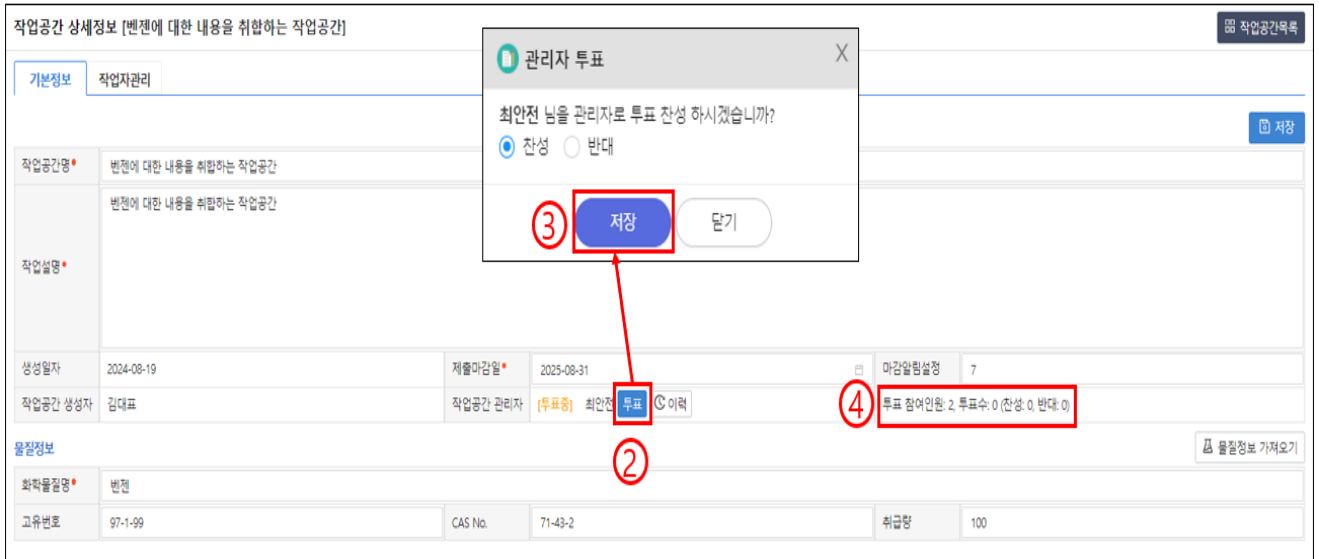 작업공간 상세정보 [벤젠에 대한 내용을 취합하는 작업공간]
작업공간목록
기본정보 작업자관리
관리자 투표 X
최안전 님을 관리자로 투표 찬성 하시겠습니까?
찬성 반대
③ 저장 닫기
저장
작업공간명• 벤젠에 대한 내용을 취합하는 작업공간
작업설명• 벤젠에 대한 내용을 취합하는 작업공간
생성일자 2024-08-19 제출마감일• 2025-08-31 마감알림설정 7
작업공간 생성자 김대표 작업공간 관리자 [투표중] 최안전 투표 이력 ④ 투표 참여인원: 2, 투표수: 0 (찬성: 0, 반대: 0)
②
물질정보 물질정보 가져오기
화학물질명• 벤젠
고유번호 97-1-99 CAS No. 71-43-2 취급량 100